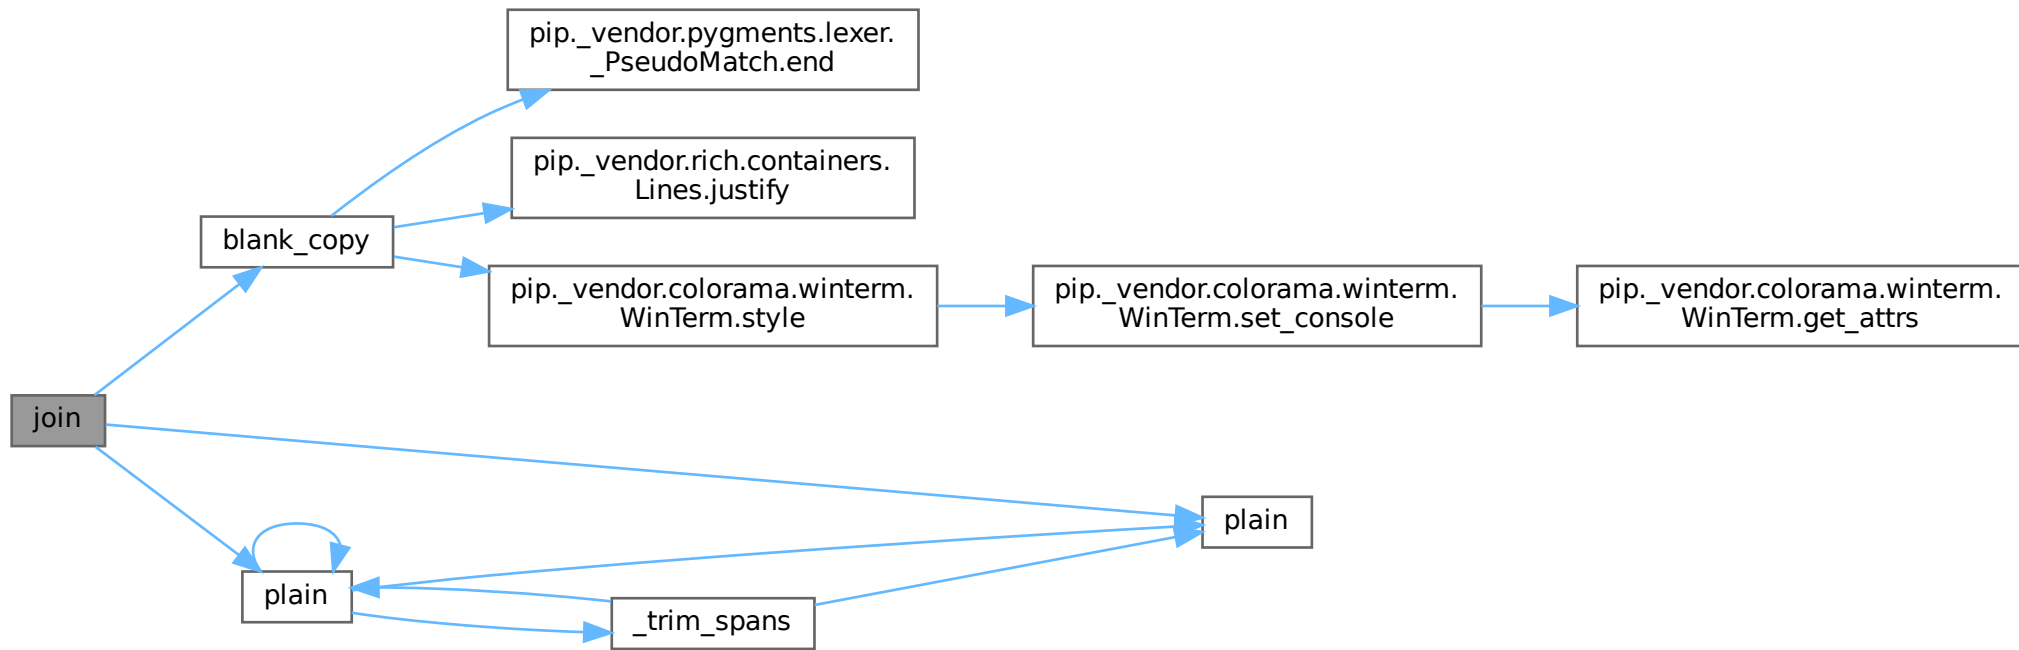 pip._vendor.pygments.lexer.
_PseudoMatch.end
pip._vendor.rich.containers.
Lines.justify
blank_copy
pip._vendor.colorama.winterm.
WinTerm.style
pip._vendor.colorama.winterm.
WinTerm.set_console
pip._vendor.colorama.winterm.
WinTerm.get_attrs
join
plain
plain
_trim_spans